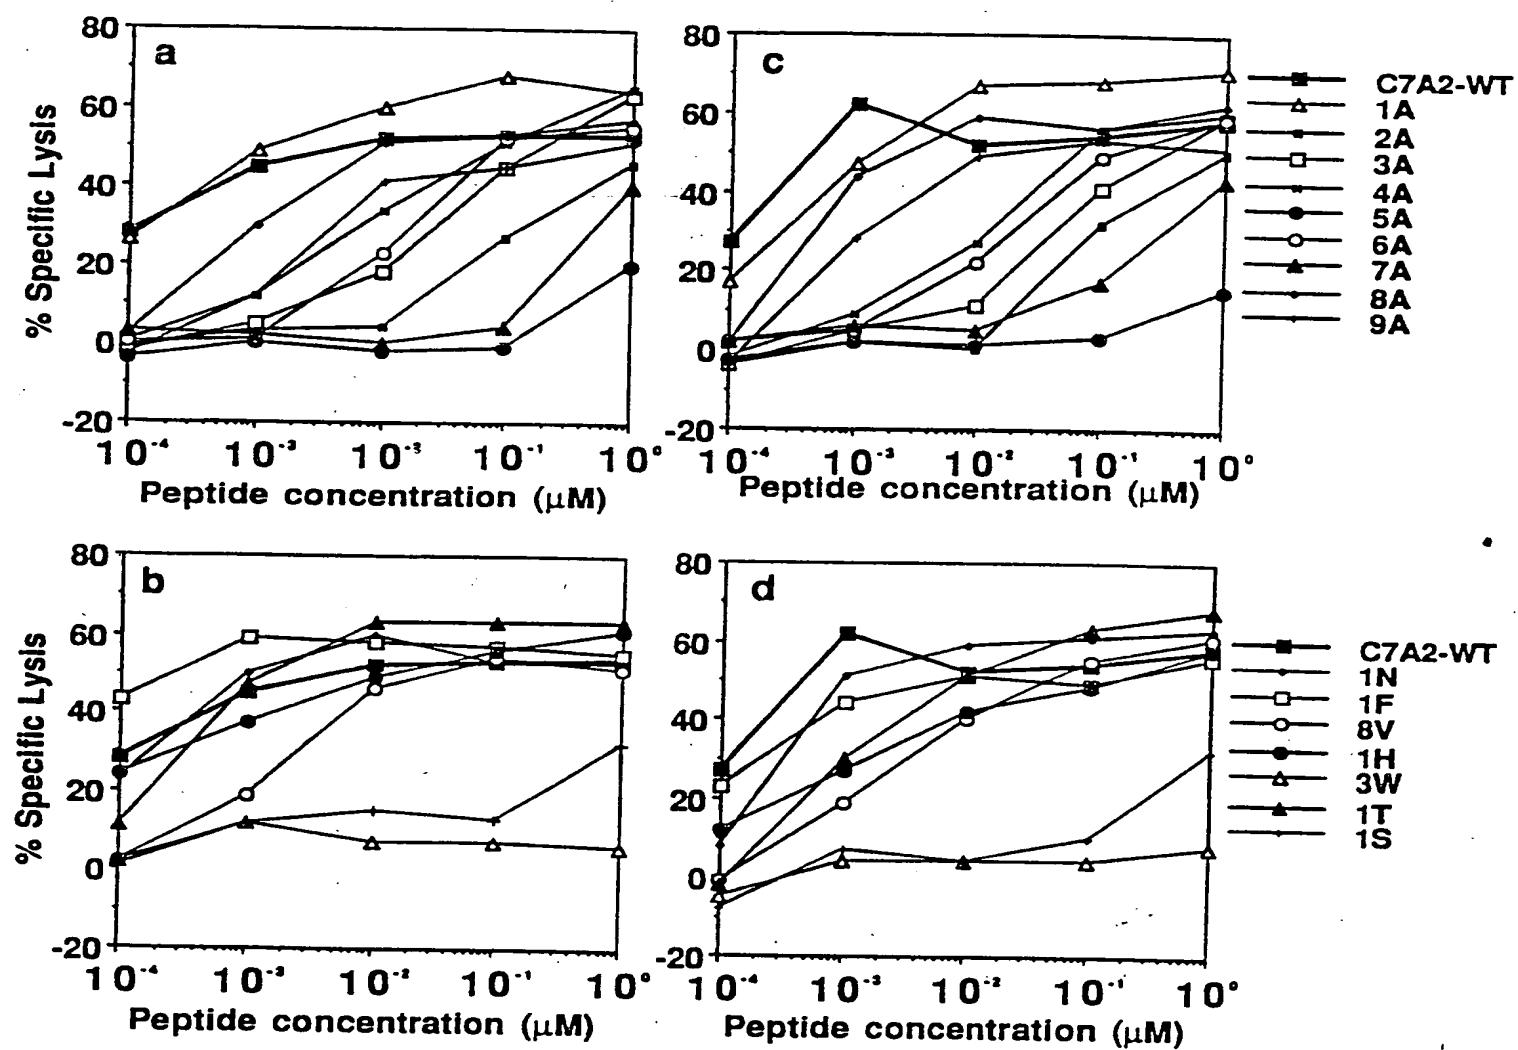 a
80
60
40
20
0
-20
% Specific Lysis
10⁻⁴ 10⁻³ 10⁻² 10⁻¹ 10⁰
Peptide concentration (μM)
c
80
60
40
20
0
-20
10⁻⁴ 10⁻³ 10⁻² 10⁻¹ 10⁰
Peptide concentration (μM)
C7A2-WT
1A
2A
3A
4A
5A
6A
7A
8A
9A
b
80
60
40
20
0
-20
% Specific Lysis
10⁻⁴ 10⁻³ 10⁻² 10⁻¹ 10⁰
Peptide concentration (μM)
d
80
60
40
20
0
-20
10⁻⁴ 10⁻³ 10⁻² 10⁻¹ 10⁰
Peptide concentration (μM)
C7A2-WT
1N
1F
8V
1H
3W
1T
1S